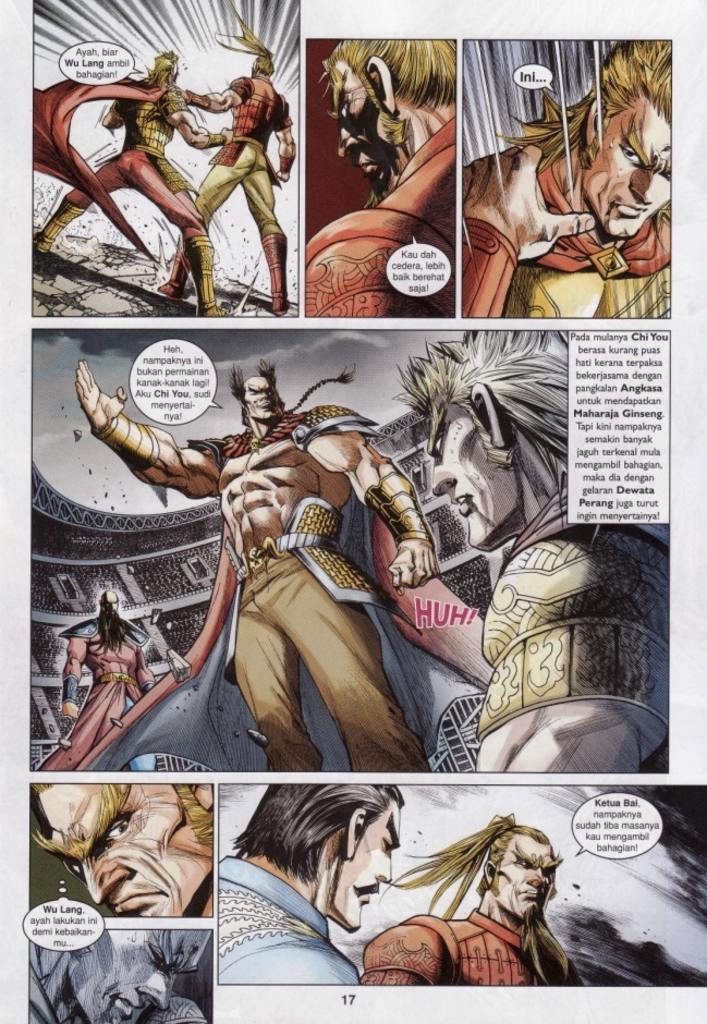 Ayah, biar
Wu Lang ambil
bahagian!
Kau dah
cedera, lebih
baik berehat
saja!
Ini...
Heh,
nampaknya ini
bukan permainan
kanak-kanak lagi!
Aku Chi You, sudi
menyertai-
nya!
Pada mulanya Chi You
berasa kurang puas
hati kerana terpaksa
bekerjasama dengan
pangkalan Angkasa
untuk mendapatkan
Maharaja Ginseng.
Tapi kini nampaknya
semakin banyak
jaguh terkenal mula
mengambil bahagian,
maka dia dengan
gelaran Dewata
Perang juga turut
ingin menyertainya!
HUH!
Wu Lang,
ayah lakukan ini
demi kebaikan-
mu...
Ketua Bai,
nampaknya
sudah tiba masanya
kau mengambil
bahagian!
17